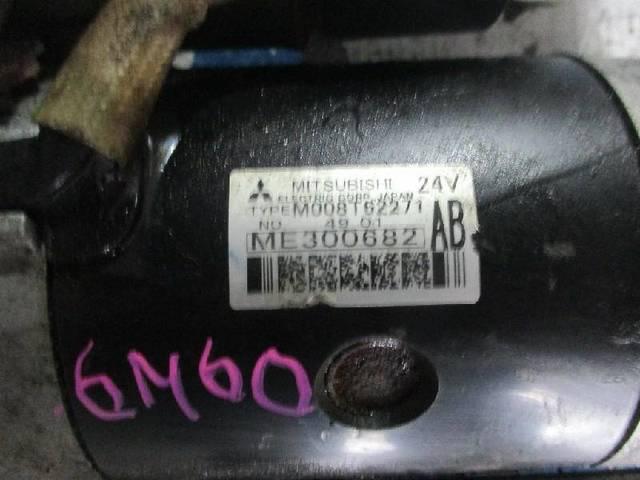 MITSUBISHI 24V
ELECTRIC CORP. JAPAN
TYPE M008T62271
NO 49 01 AB
ME300682
6M60